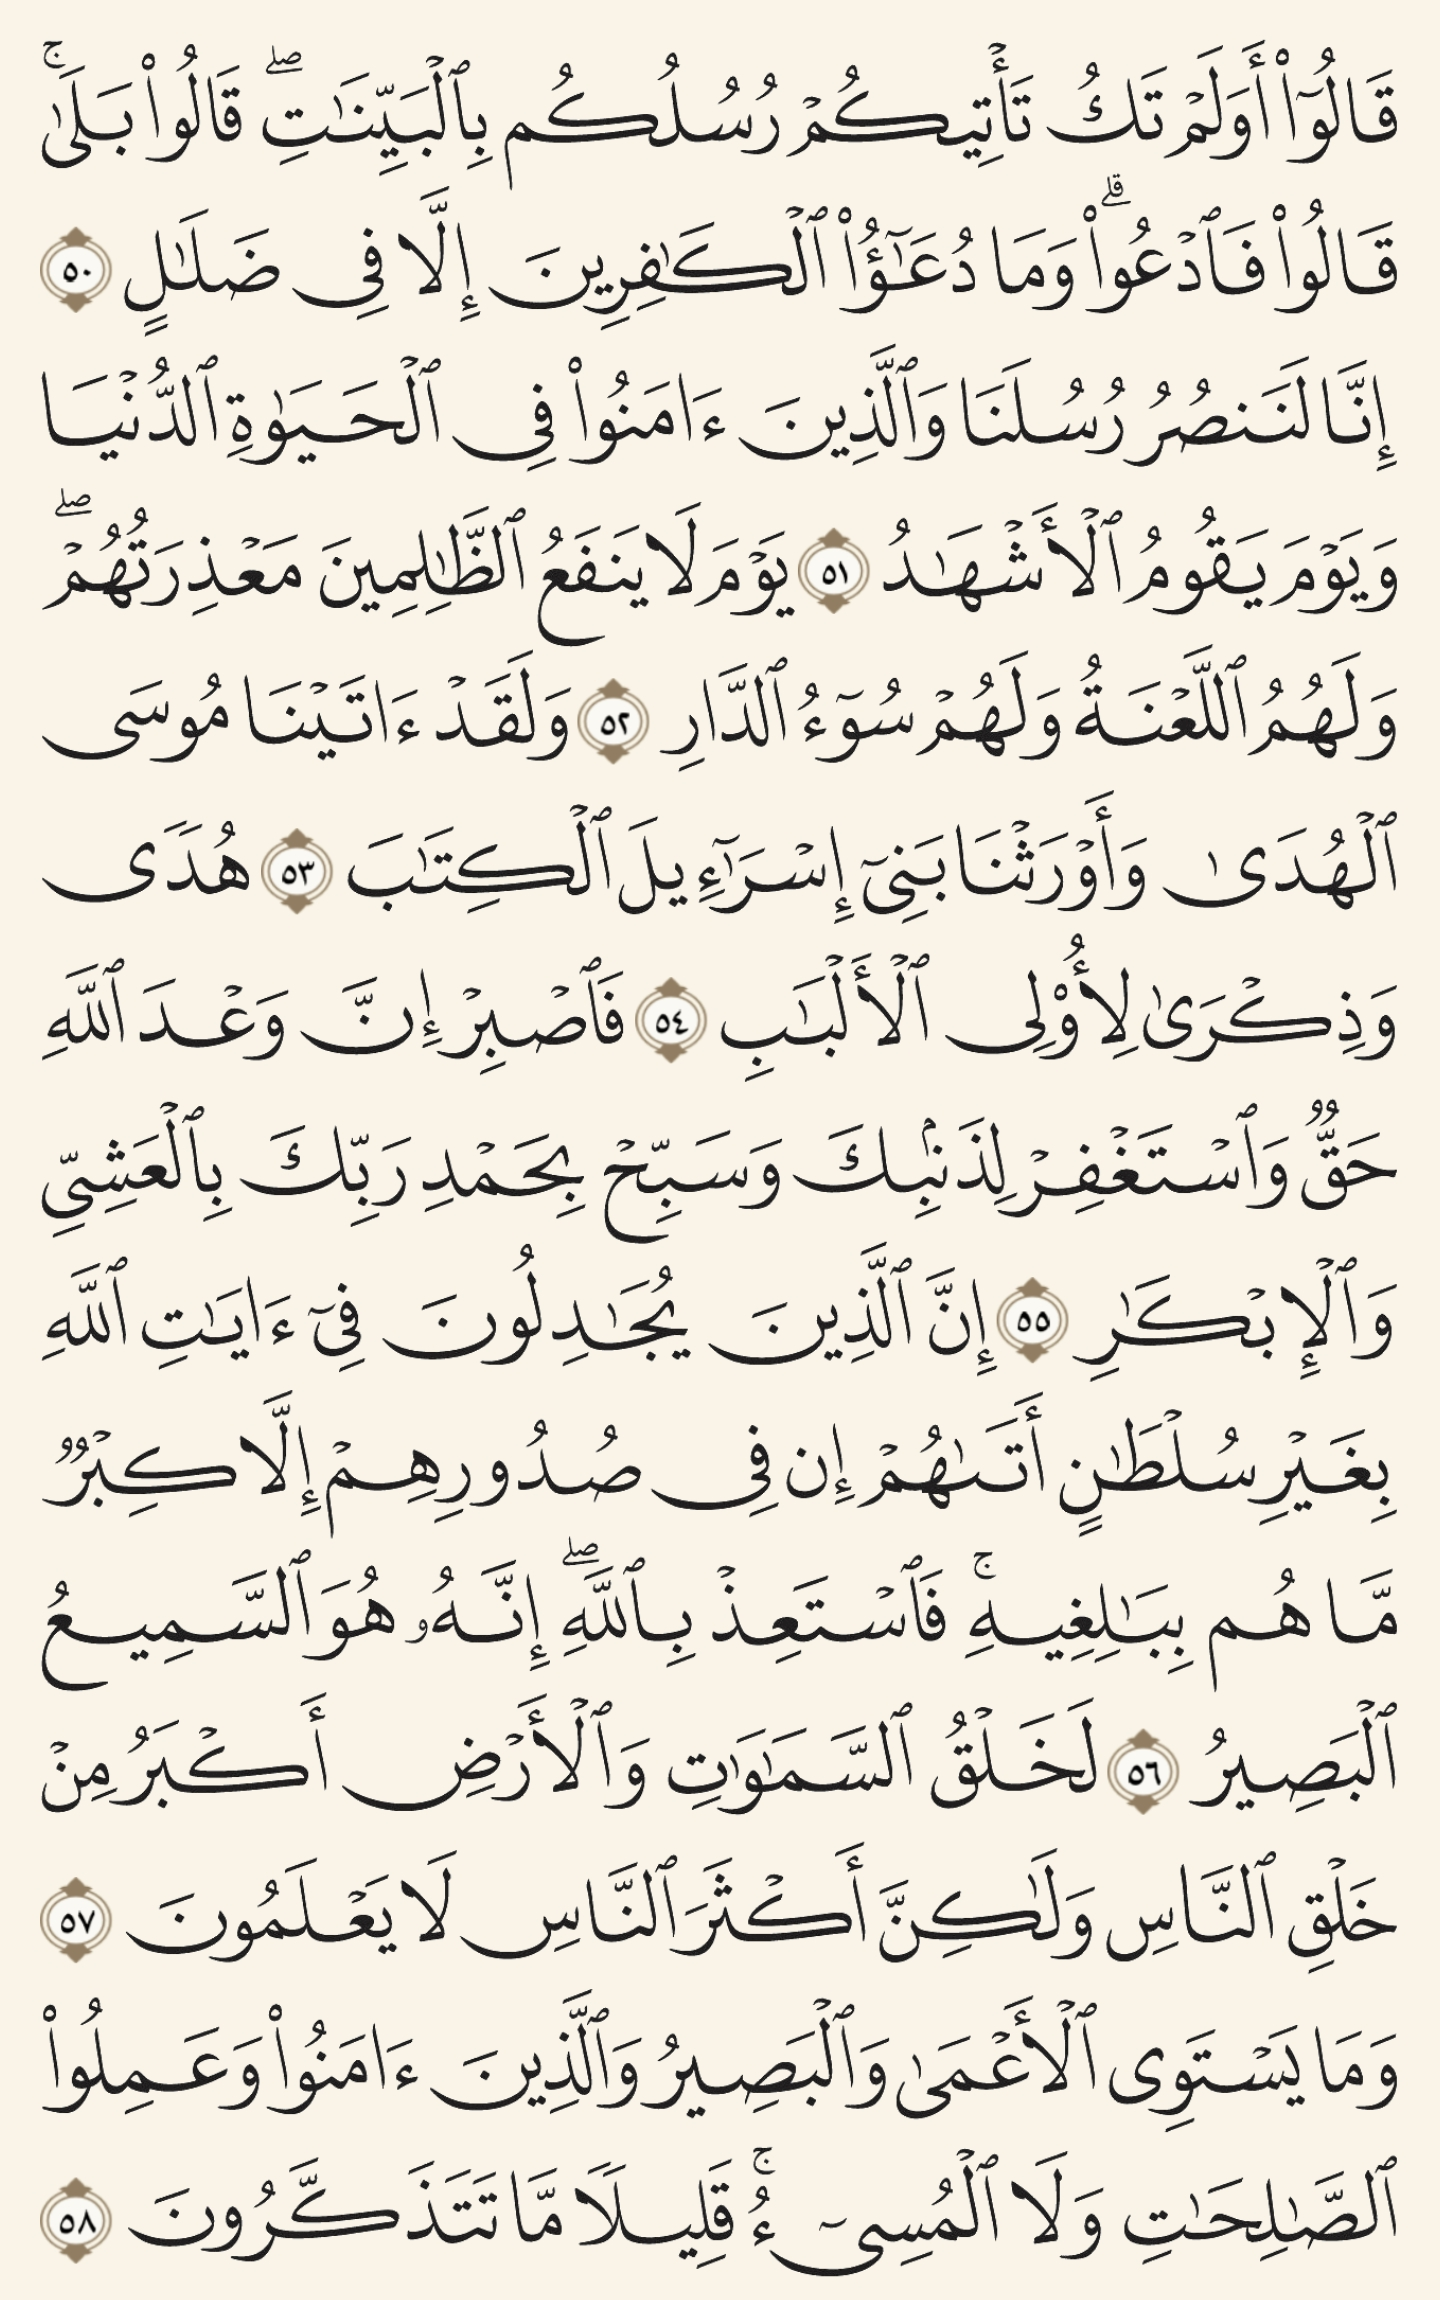 قَالُوٓا۟ أَوَلَمْ تَكُ تَأْتِيكُمْ رُسُلُكُم بِٱلْبَيِّنَـٰتِ ۖ قَالُوا۟ بَلَىٰ ۚ
قَالُوا۟ فَٱدْعُوا۟ ۗ وَمَا دُعَـٰٓؤُا۟ ٱلْكَـٰفِرِينَ إِلَّا فِى ضَلَـٰلٍ ٥٠
إِنَّا لَنَنصُرُ رُسُلَنَا وَٱلَّذِينَ ءَامَنُوا۟ فِى ٱلْحَيَوٰةِ ٱلدُّنْيَا
وَيَوْمَ يَقُومُ ٱلْأَشْهَـٰدُ ٥١ يَوْمَ لَا يَنفَعُ ٱلظَّـٰلِمِينَ مَعْذِرَتُهُمْ ۖ
وَلَهُمُ ٱللَّعْنَةُ وَلَهُمْ سُوٓءُ ٱلدَّارِ ٥٢ وَلَقَدْ ءَاتَيْنَا مُوسَى
ٱلْهُدَىٰ وَأَوْرَثْنَا بَنِىٓ إِسْرَٰٓءِيلَ ٱلْكِتَـٰبَ ٥٣ هُدًى
وَذِكْرَىٰ لِأُو۟لِى ٱلْأَلْبَـٰبِ ٥٤ فَٱصْبِرْ إِنَّ وَعْدَ ٱللَّهِ
حَقٌّ وَٱسْتَغْفِرْ لِذَنۢبِكَ وَسَبِّحْ بِحَمْدِ رَبِّكَ بِٱلْعَشِىِّ
وَٱلْإِبْكَـٰرِ ٥٥ إِنَّ ٱلَّذِينَ يُجَـٰدِلُونَ فِىٓ ءَايَـٰتِ ٱللَّهِ
بِغَيْرِ سُلْطَـٰنٍ أَتَىٰهُمْ إِن فِى صُدُورِهِمْ إِلَّا كِبْرٌ
مَّا هُم بِبَـٰلِغِيهِ ۚ فَٱسْتَعِذْ بِٱللَّهِ ۖ إِنَّهُۥ هُوَ ٱلسَّمِيعُ
ٱلْبَصِيرُ ٥٦ لَخَلْقُ ٱلسَّمَـٰوَٰتِ وَٱلْأَرْضِ أَكْبَرُ مِنْ
خَلْقِ ٱلنَّاسِ وَلَـٰكِنَّ أَكْثَرَ ٱلنَّاسِ لَا يَعْلَمُونَ ٥٧
وَمَا يَسْتَوِى ٱلْأَعْمَىٰ وَٱلْبَصِيرُ وَٱلَّذِينَ ءَامَنُوا۟ وَعَمِلُوا۟
ٱلصَّـٰلِحَـٰتِ وَلَا ٱلْمُسِىٓءُ ۚ قَلِيلًا مَّا تَتَذَكَّرُونَ ٥٨